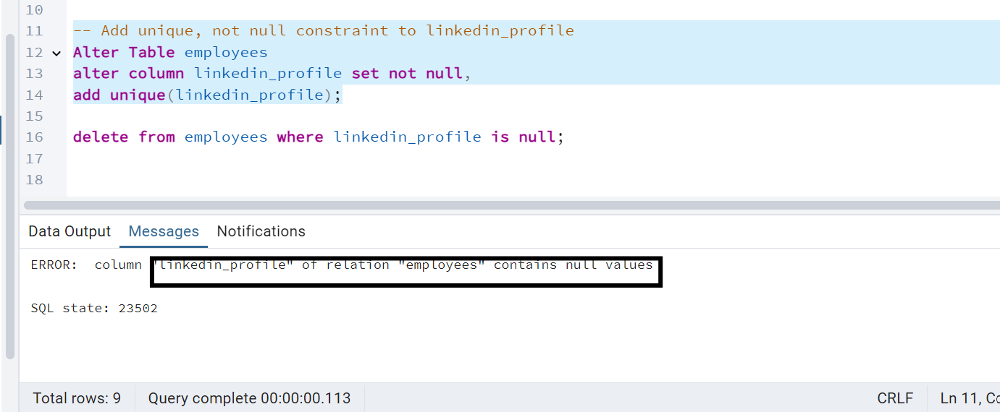 10
11 -- Add unique, not null constraint to linkedin_profile
12 Alter Table employees
13 alter column linkedin_profile set not null,
14 add unique(linkedin_profile);
15
16 delete from employees where linkedin_profile is null;
17
18
Data Output Messages Notifications
ERROR: column "linkedin_profile" of relation "employees" contains null values
SQL state: 23502
Total rows: 9 Query complete 00:00:00.113 CRLF Ln 11,